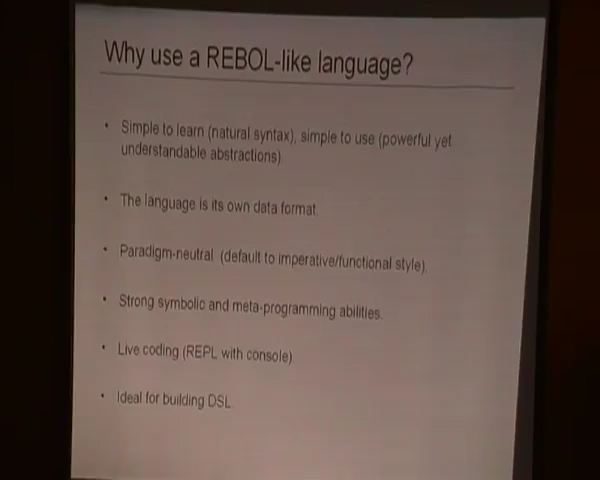 Why use a REBOL-like language?
• Simple to learn (natural syntax), simple to use (powerful yet
understandable abstractions)
• The language is its own data format.
• Paradigm-neutral (default to imperative/functional style).
• Strong symbolic and meta-programming abilities.
• Live coding (REPL with console)
• Ideal for building DSL.